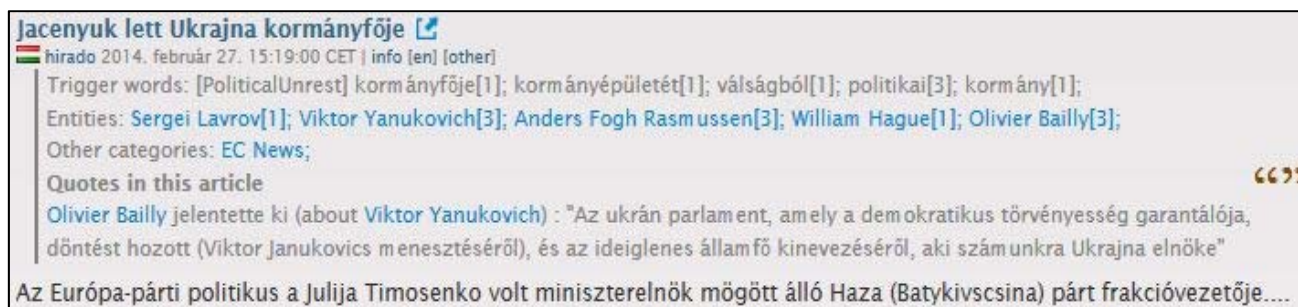 Jacenyuk lett Ukrajna kormányfője
hirado 2014. február 27. 15:19:00 CET | info [en] [other]
Trigger words: [PoliticalUnrest] kormányfője[1]; kormányépületét[1]; válságból[1]; politikai[3]; kormány[1];
Entities: Sergei Lavrov[1]; Viktor Yanukovich[3]; Anders Fogh Rasmussen[3]; William Hague[1]; Olivier Bailly[3];
Other categories: EC News;
Quotes in this article
Olivier Bailly jelentette ki (about Viktor Yanukovich) : "Az ukrán parlament, amely a demokratikus törvényesség garantálója,
döntést hozott (Viktor Janukovics menesztéséről), és az ideiglenes államfő kinevezéséről, aki számunkra Ukrajna elnöke"
Az Európa-párti politikus a Julija Timosenko volt miniszterelnök mögött álló Haza (Batykivscsina) párt frakcióvezetője....